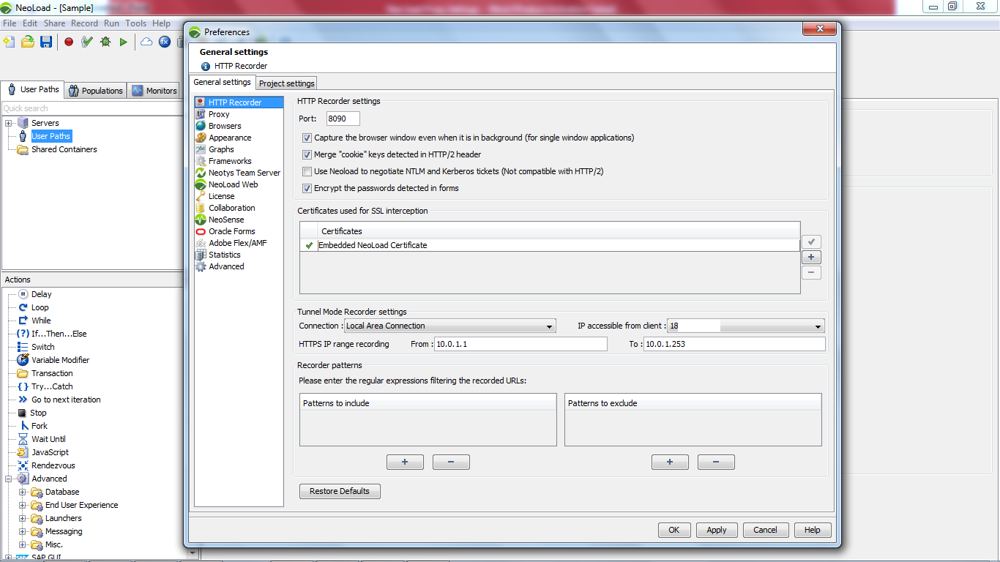 NeoLoad - [Sample]
File Edit Share Record Run Tools Help
User Paths Populations Monitors
Quick search
Servers
User Paths
Shared Containers
Actions
Delay
Loop
While
If...Then...Else
Switch
Variable Modifier
Transaction
Try...Catch
Go to next iteration
Stop
Fork
Wait Until
JavaScript
Rendezvous
Advanced
Database
End User Experience
Launchers
Messaging
Misc.
SAP GUI
Preferences
General settings
HTTP Recorder
General settings Project settings
HTTP Recorder
Proxy
Browsers
Appearance
Graphs
Frameworks
Neotys Team Server
NeoLoad Web
License
Collaboration
NeoSense
Oracle Forms
Adobe Flex/AMF
Statistics
Advanced
HTTP Recorder settings
Port: 8090
Capture the browser window even when it is in background (for single window applications)
Merge "cookie" keys detected in HTTP/2 header
Use Neoload to negotiate NTLM and Kerberos tickets (Not compatible with HTTP/2)
Encrypt the passwords detected in forms
Certificates used for SSL interception
Certificates
Embedded NeoLoad Certificate
Tunnel Mode Recorder settings
Connection : Local Area Connection IP accessible from client : 18
HTTPS IP range recording From : 10.0.1.1 To : 10.0.1.253
Recorder patterns
Please enter the regular expressions filtering the recorded URLs:
Patterns to include Patterns to exclude
+ − + −
Restore Defaults
OK Apply Cancel Help